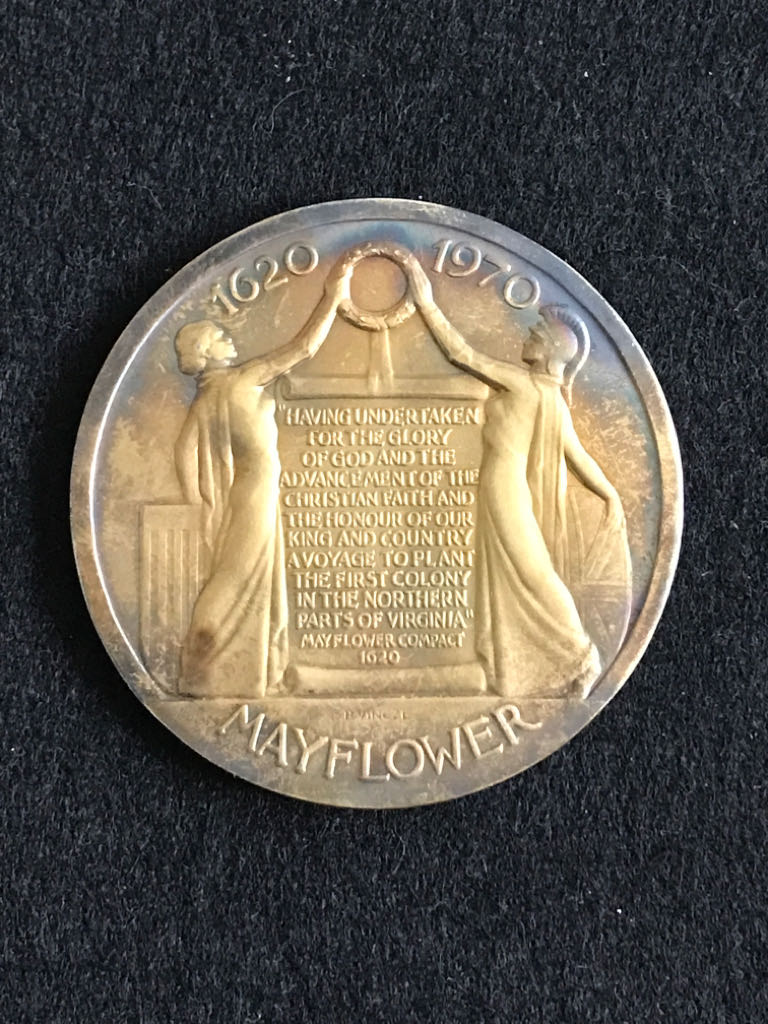 1620 1970
"HAVING UNDERTAKEN
FOR THE GLORY
OF GOD AND THE
ADVANCEMENT OF THE
CHRISTIAN FAITH AND
THE HONOUR OF OUR
KING AND COUNTRY
A VOYAGE TO PLANT
THE FIRST COLONY
IN THE NORTHERN
PARTS OF VIRGINIA"
MAYFLOWER COMPACT
1620
MAYFLOWER